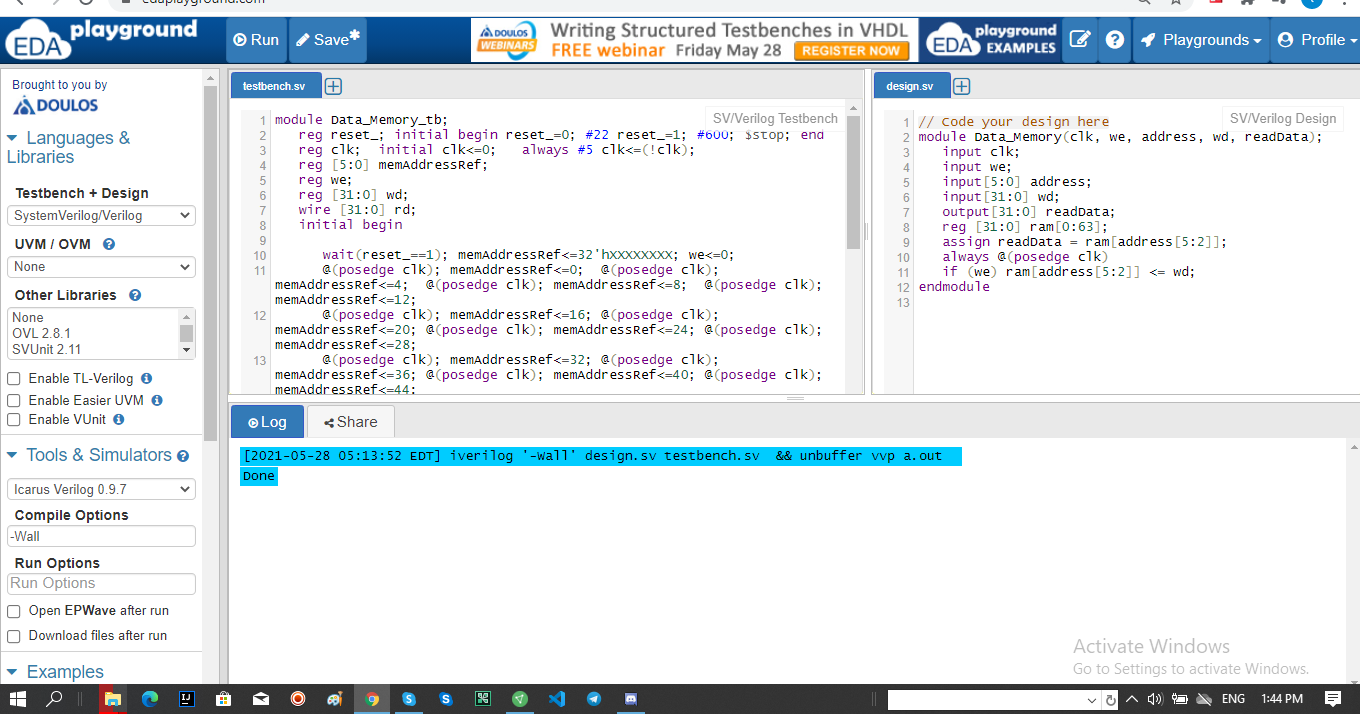 edaplayground.com
EDA playground
Run
Save*
DOULOS
WEBINARS
Writing Structured Testbenches in VHDL
FREE webinar Friday May 28 REGISTER NOW
EDA playground
EXAMPLES
Playgrounds
Profile
Brought to you by
DOULOS
Languages &
Libraries
Testbench + Design
SystemVerilog/Verilog
UVM / OVM
None
Other Libraries
None
OVL 2.8.1
SVUnit 2.11
Enable TL-Verilog
Enable Easier UVM
Enable VUnit
Tools & Simulators
Icarus Verilog 0.9.7
Compile Options
-Wall
Run Options
Run Options
Open EPWave after run
Download files after run
Examples
testbench.sv
SV/Verilog Testbench
1 module Data_Memory_tb;
2 reg reset_; initial begin reset_=0; #22 reset_=1; #600; $stop; end
3 reg clk; initial clk<=0; always #5 clk<=(!clk);
4 reg [5:0] memAddressRef;
5 reg we;
6 reg [31:0] wd;
7 wire [31:0] rd;
8 initial begin
9
10 wait(reset_==1); memAddressRef<=32'hXXXXXXXX; we<=0;
11 @(posedge clk); memAddressRef<=0; @(posedge clk);
memAddressRef<=4; @(posedge clk); memAddressRef<=8; @(posedge clk);
memAddressRef<=12;
12 @(posedge clk); memAddressRef<=16; @(posedge clk);
memAddressRef<=20; @(posedge clk); memAddressRef<=24; @(posedge clk);
memAddressRef<=28;
13 @(posedge clk); memAddressRef<=32; @(posedge clk);
memAddressRef<=36; @(posedge clk); memAddressRef<=40; @(posedge clk);
memAddressRef<=44;
design.sv
SV/Verilog Design
1 // Code your design here
2 module Data_Memory(clk, we, address, wd, readData);
3 input clk;
4 input we;
5 input[5:0] address;
6 input[31:0] wd;
7 output[31:0] readData;
8 reg [31:0] ram[0:63];
9 assign readData = ram[address[5:2]];
10 always @(posedge clk)
11 if (we) ram[address[5:2]] <= wd;
12 endmodule
13
Log
Share
[2021-05-28 05:13:52 EDT] iverilog '-Wall' design.sv testbench.sv && unbuffer vvp a.out
Done
Activate Windows
Go to Settings to activate Windows.
ENG
1:44 PM